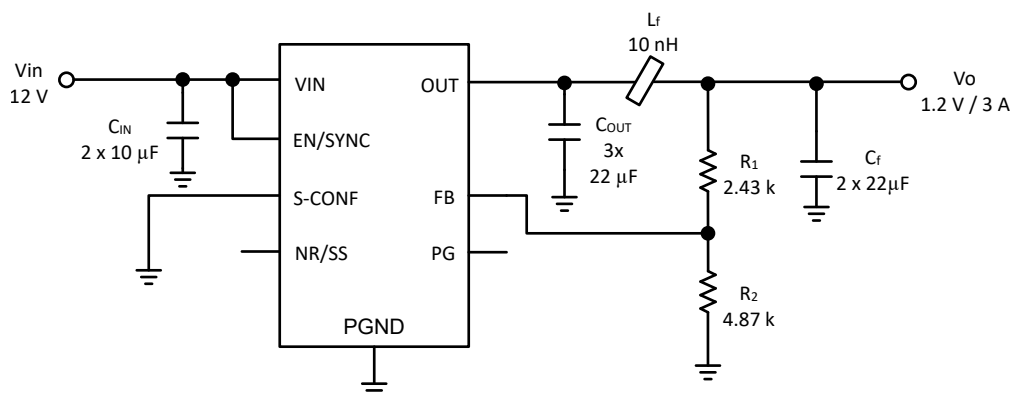 Vin
12 V
CIN
2 x 10 μF
VIN
EN/SYNC
S-CONF
NR/SS
PGND
OUT
FB
PG
COUT
3x
22 μF
Lf
10 nH
R1
2.43 k
R2
4.87 k
Cf
2 x 22μF
Vo
1.2 V / 3 A